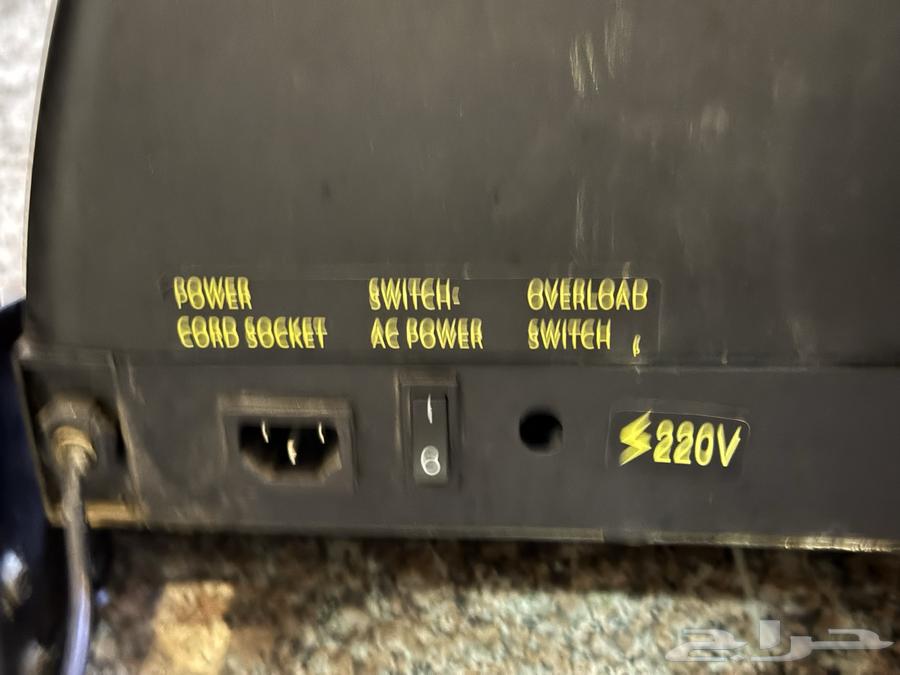 POWER
CORD SOCKET
SWITCH
AC POWER
OVERLOAD
SWITCH
220V
حراج